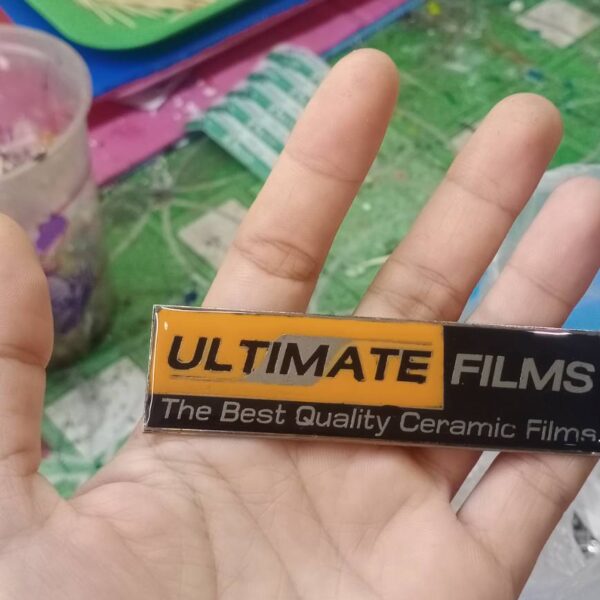 ULTIMATE FILMS
The Best Quality Ceramic Films.